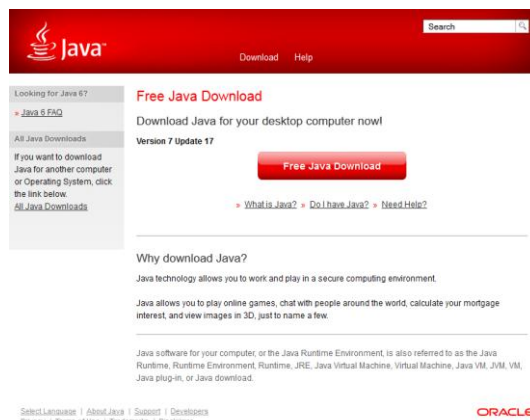 Java
Search
Download Help
Looking for Java 6?
» Java 6 FAQ
All Java Downloads
If you want to download
Java for another computer
or Operating System, click
the link below.
All Java Downloads
Free Java Download
Download Java for your desktop computer now!
Version 7 Update 17
Free Java Download
» What is Java? » Do I have Java? » Need Help?
Why download Java?
Java technology allows you to work and play in a secure computing environment.
Java allows you to play online games, chat with people around the world, calculate your mortgage
interest, and view images in 3D, just to name a few.
Java software for your computer, or the Java Runtime Environment, is also referred to as the Java
Runtime, Runtime Environment, Runtime, JRE, Java Virtual Machine, Virtual Machine, Java VM, JVM, VM,
Java plug-in, or Java download.
Select Language | About Java | Support | Developers
ORACLE